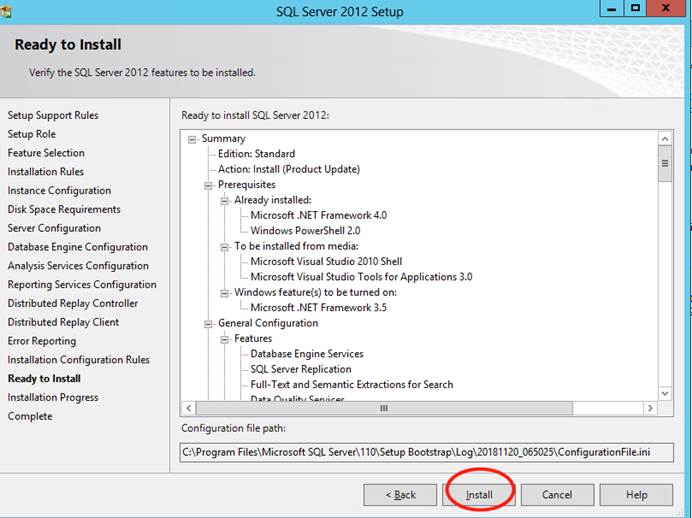 SQL Server 2012 Setup
Ready to Install
Verify the SQL Server 2012 features to be installed.
Setup Support Rules
Setup Role
Feature Selection
Installation Rules
Instance Configuration
Disk Space Requirements
Server Configuration
Database Engine Configuration
Analysis Services Configuration
Reporting Services Configuration
Distributed Replay Controller
Distributed Replay Client
Error Reporting
Installation Configuration Rules
Ready to Install
Installation Progress
Complete
Ready to install SQL Server 2012:
Summary
Edition: Standard
Action: Install (Product Update)
Prerequisites
Already installed:
Microsoft .NET Framework 4.0
Windows PowerShell 2.0
To be installed from media:
Microsoft Visual Studio 2010 Shell
Microsoft Visual Studio Tools for Applications 3.0
Windows feature(s) to be turned on:
Microsoft .NET Framework 3.5
General Configuration
Features
Database Engine Services
SQL Server Replication
Full-Text and Semantic Extractions for Search
Data Quality Services
Configuration file path:
C:\Program Files\Microsoft SQL Server\110\Setup Bootstrap\Log\20181120_065025\ConfigurationFile.ini
< Back
Install
Cancel
Help